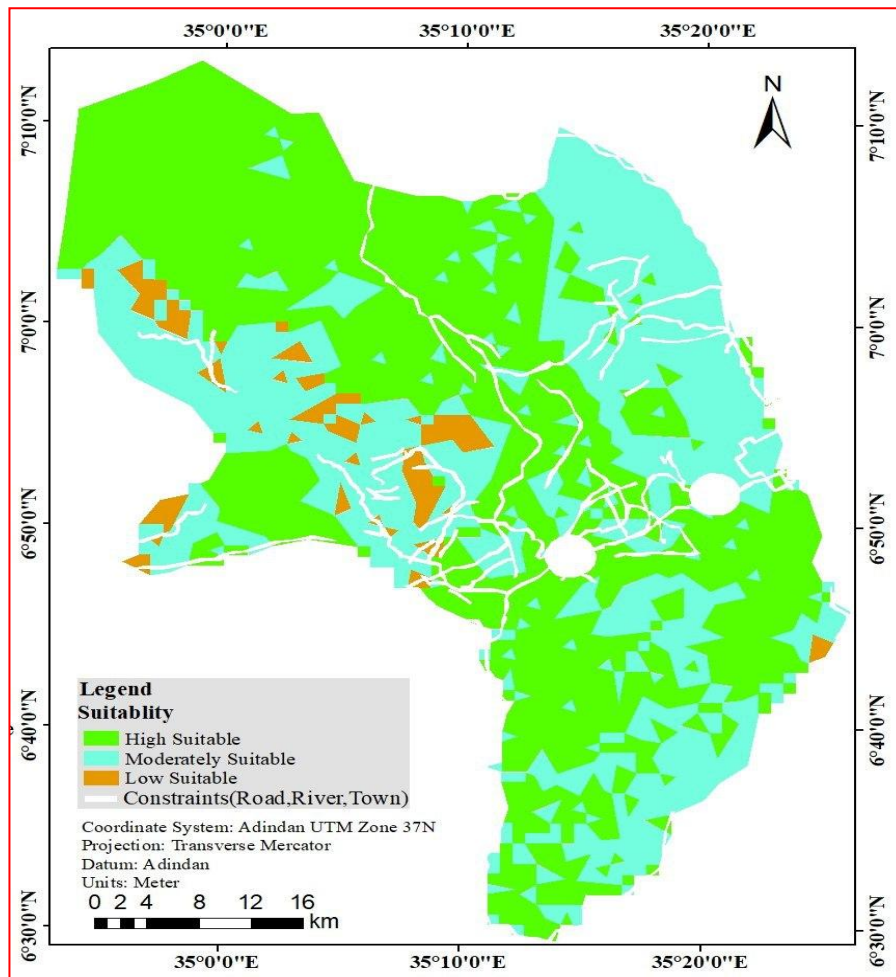 35°0'0"E 35°10'0"E 35°20'0"E
N
7°10'0"N 7°10'0"N
7°0'0"N 7°0'0"N
6°50'0"N 6°50'0"N
6°40'0"N 6°40'0"N
6°30'0"N 6°30'0"N
Legend
Suitablity
High Suitable
Moderately Suitable
Low Suitable
Constraints(Road,River,Town)
Coordinate System: Adindan UTM Zone 37N
Projection: Transverse Mercator
Datum: Adindan
Units: Meter
0 2 4 8 12 16
km
35°0'0"E 35°10'0"E 35°20'0"E